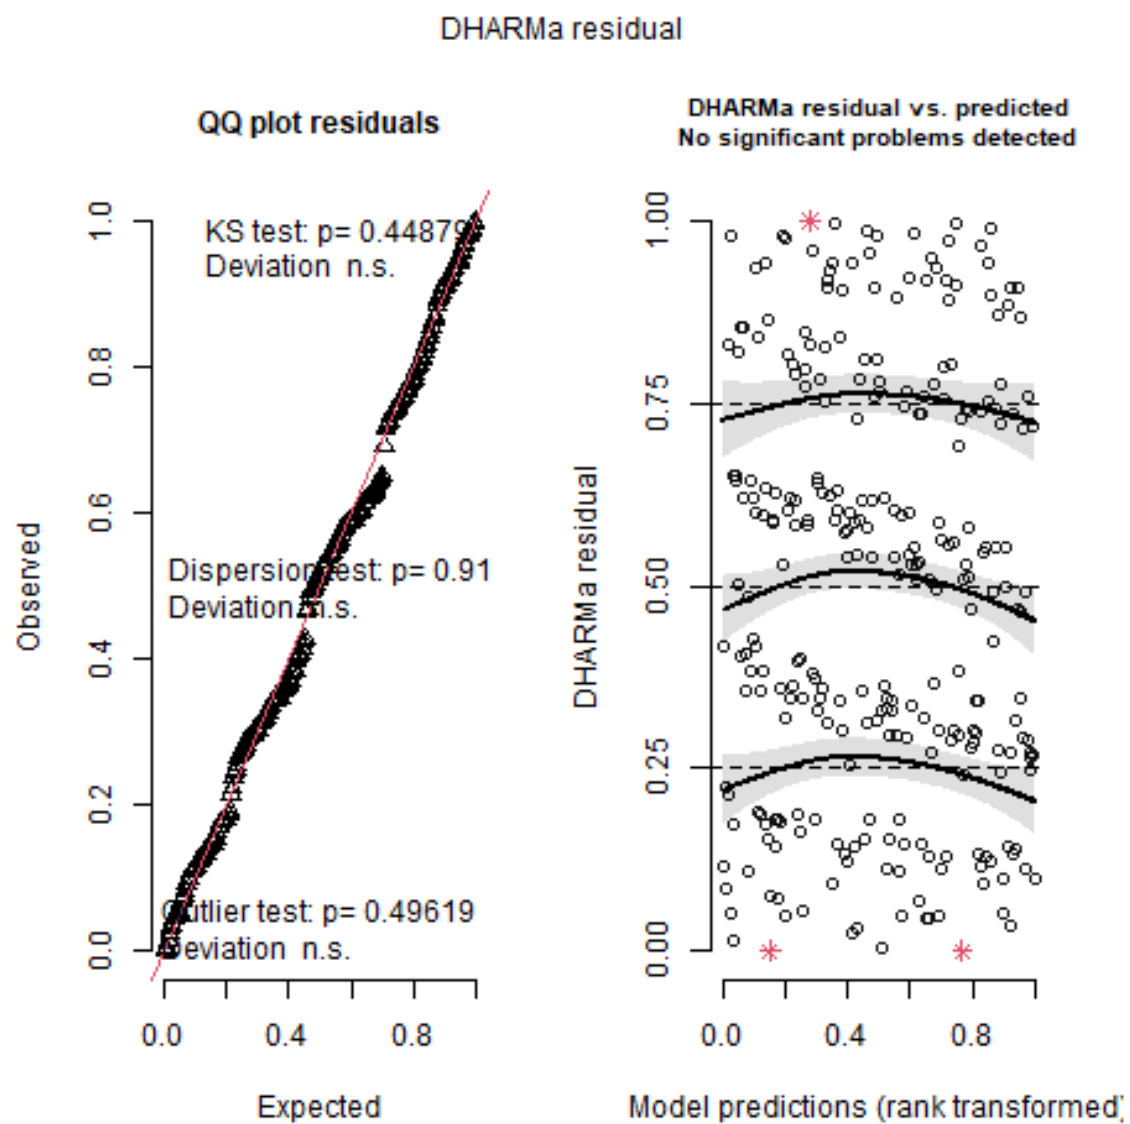 DHARMa residual
QQ plot residuals
KS test: p= 0.44879
Deviation n.s.
Dispersion test: p= 0.91
Deviation n.s.
Outlier test: p= 0.49619
Deviation n.s.
Observed
0.0 0.2 0.4 0.6 0.8 1.0
0.0 0.4 0.8
Expected
DHARMa residual vs. predicted
No significant problems detected
DHARMa residual
0.00 0.25 0.50 0.75 1.00
0.0 0.4 0.8
Model predictions (rank transformed)